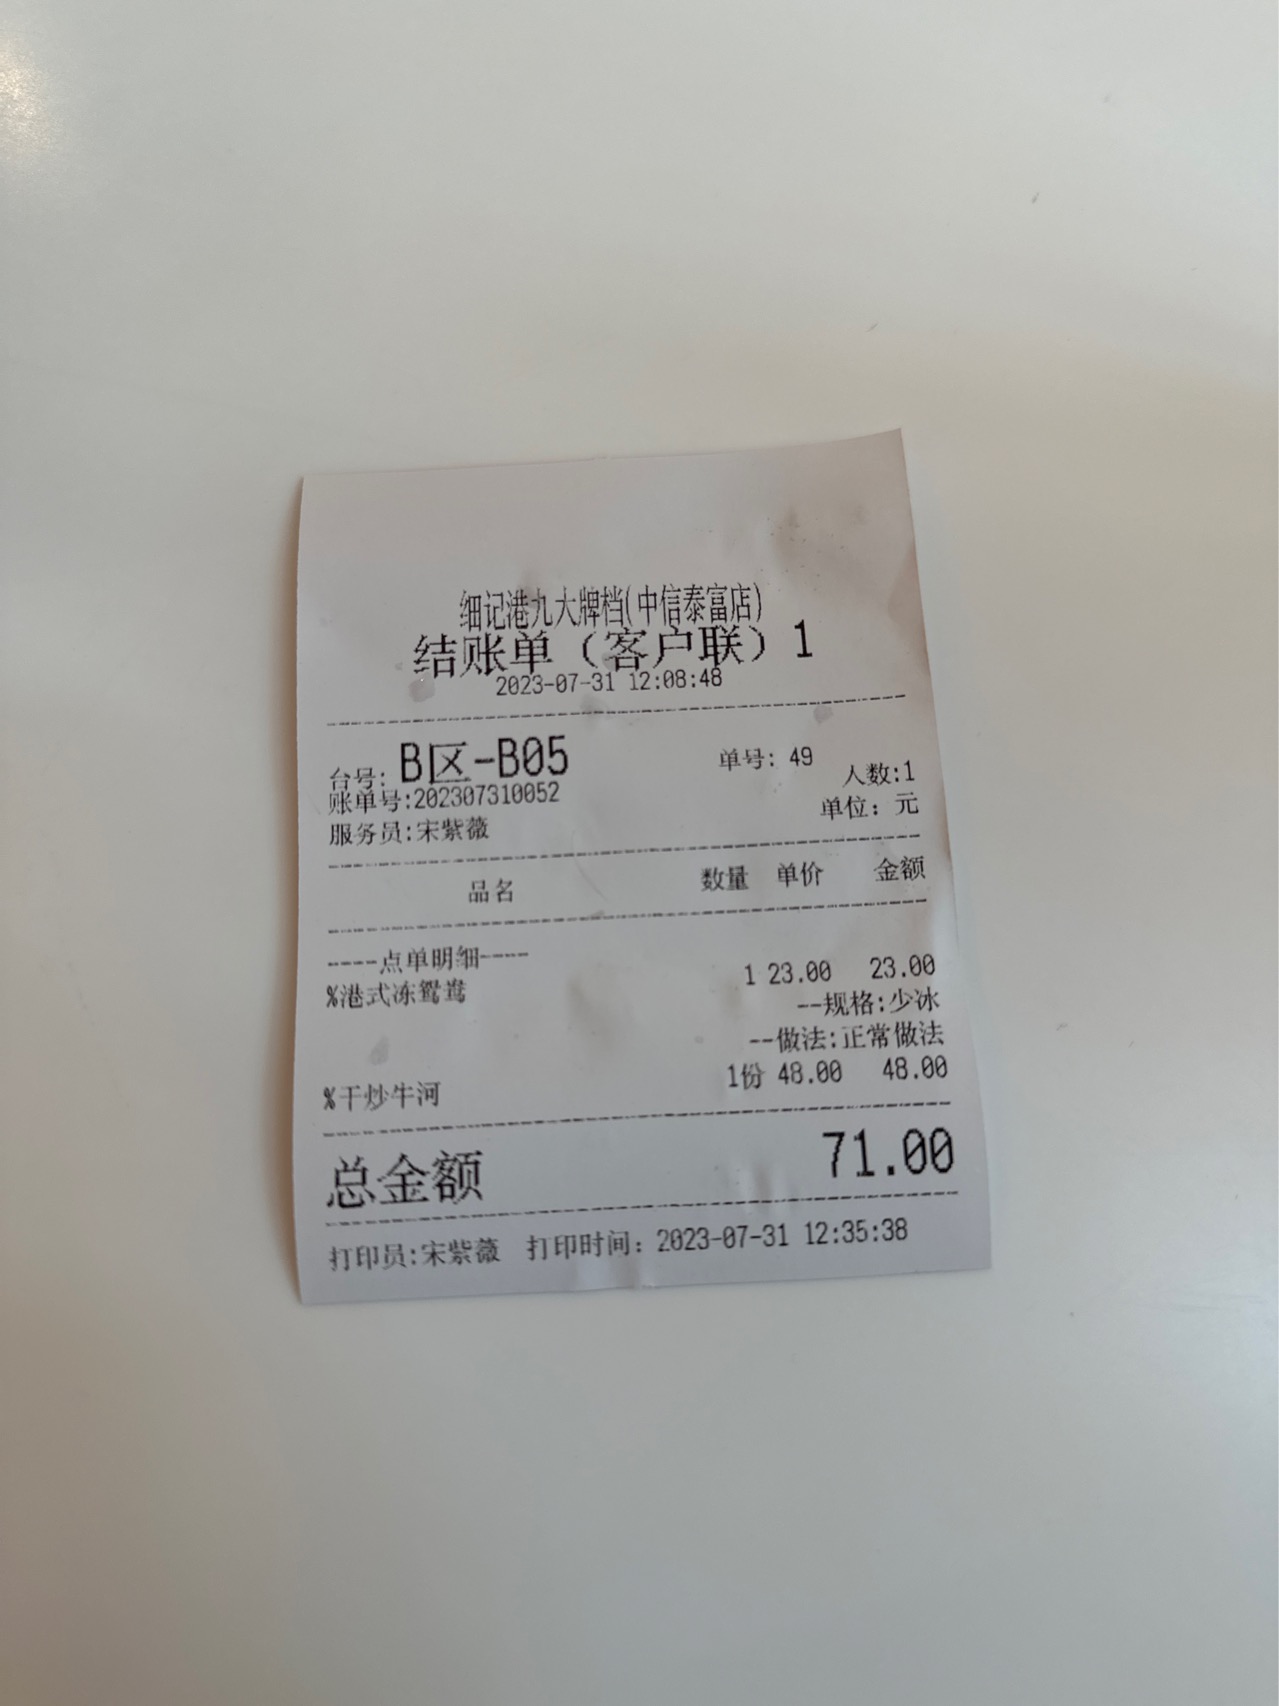 细记港九大牌档(中信泰富店)
结账单（客户联）1
2023-07-31 12:08:48
台号: B区-B05 单号: 49 人数:1
账单号:202307310052 单位: 元
服务员:宋紫薇
品名 数量 单价 金额
----点单明细----
%港式冻鸳鸯 1 23.00 23.00
--规格:少冰
--做法:正常做法
%干炒牛河 1份 48.00 48.00
总金额 71.00
打印员:宋紫薇 打印时间: 2023-07-31 12:35:38